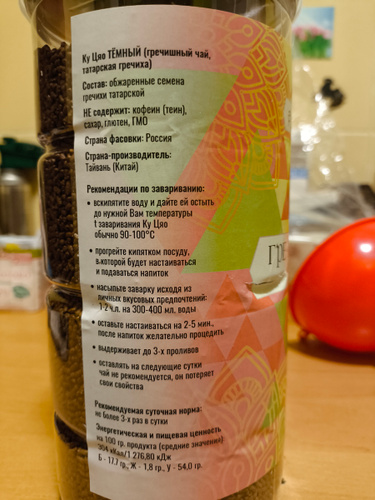 Ку Цяо ТЁМНЫЙ (гречишный чай,
татарская гречиха)
Состав: обжаренные семена
гречихи татарской
НЕ содержит: кофеин (теин),
сахар, глютен, ГМО
Страна фасовки: Россия
Страна-производитель:
Тайвань (Китай)
Рекомендации по завариванию:
• вскипятите воду и дайте ей остыть
до нужной Вам температуры
t заваривания Ку Цяо
обычно 90-100°С
• прогрейте кипятком посуду,
в которой будет настаиваться
и подаваться напиток
• насыпьте заварку исходя из
личных вкусовых предпочтений:
1-2 ч.л. на 300-400 мл. воды
• оставьте настаиваться на 2-5 мин.,
после напиток желательно процедить
• выдерживает до 3-х проливов
• оставлять на следующие сутки
чай не рекомендуется, он потеряет
свои свойства
Рекомендуемая суточная норма:
не более 3-х раз в сутки
Энергетическая и пищевая ценность
на 100 гр. продукта (средние значения)
304 кКал/1 276,80 кДж
Б - 17,7 гр., Ж - 1,8 гр., У - 54,0 гр.
ГРЕ